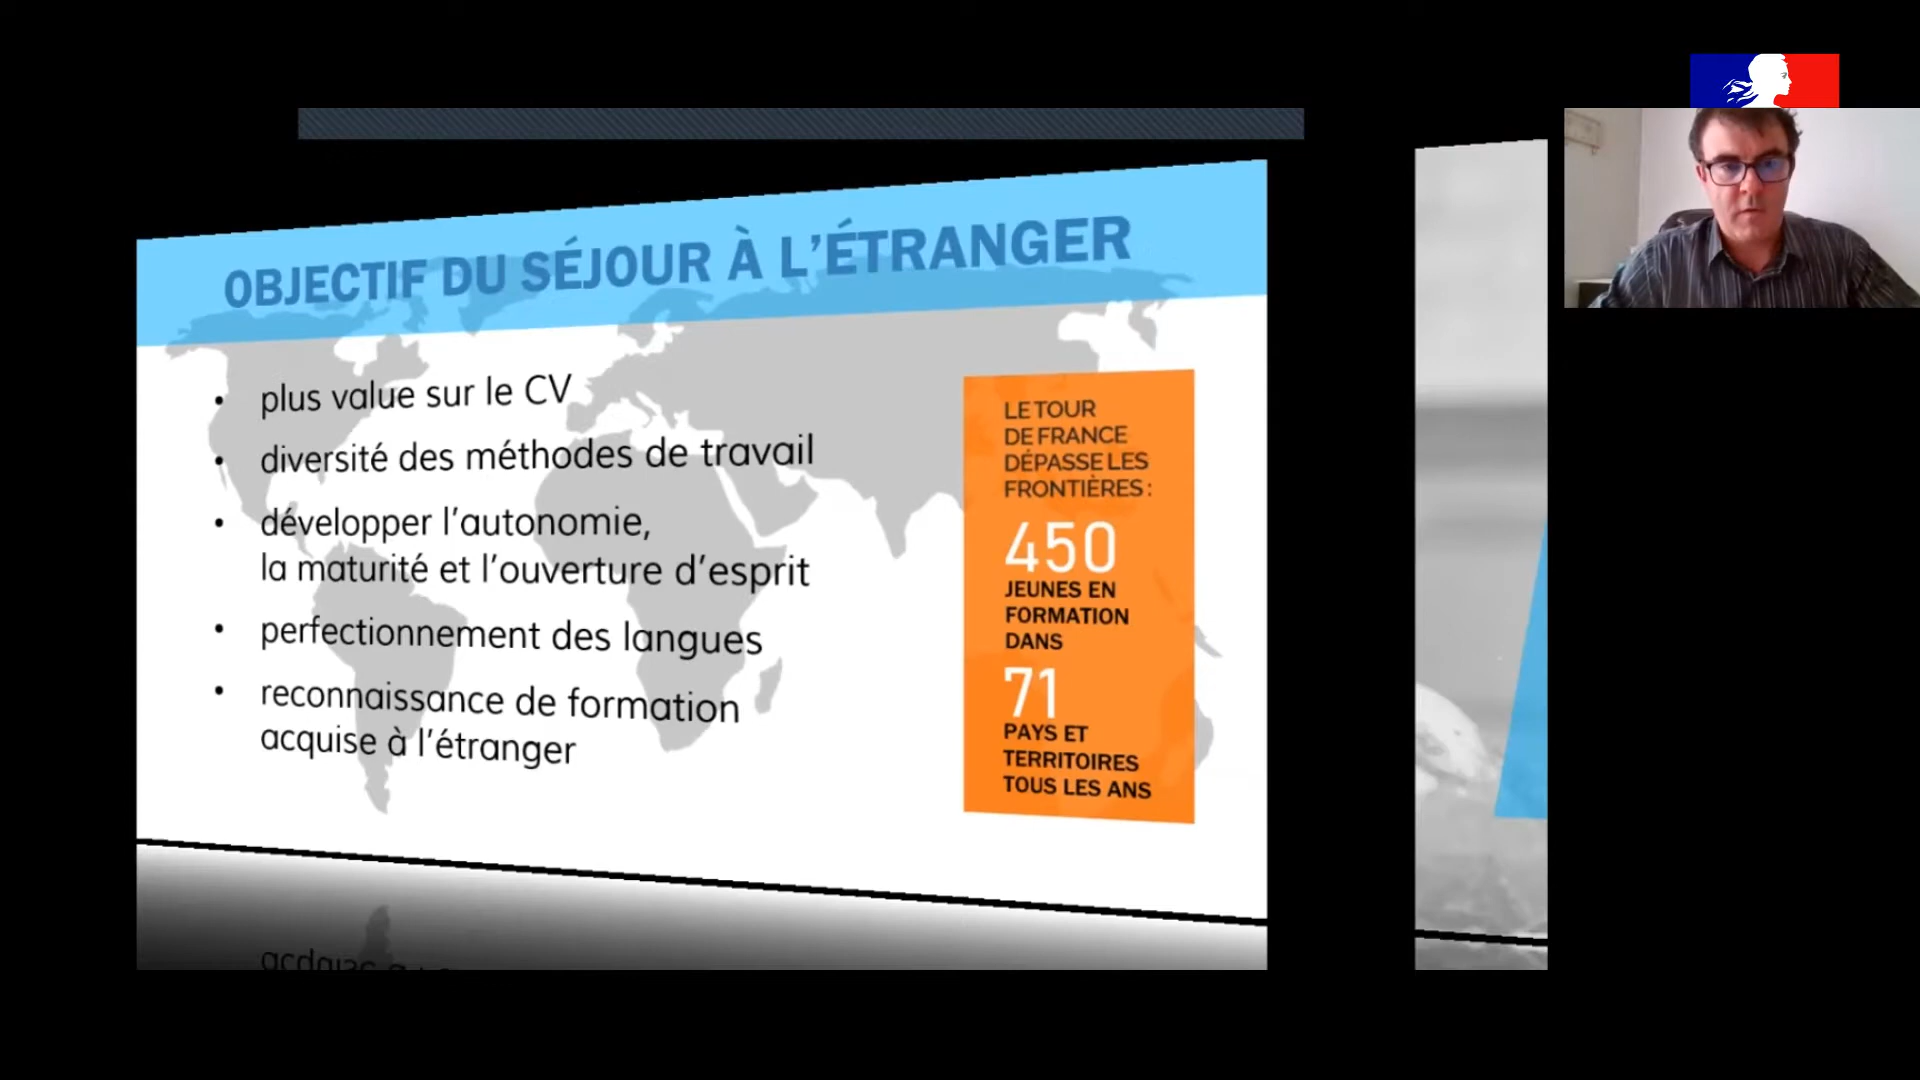 OBJECTIF DU SÉJOUR À L'ÉTRANGER
• plus value sur le CV
• diversité des méthodes de travail
• développer l'autonomie,
la maturité et l'ouverture d'esprit
• perfectionnement des langues
• reconnaissance de formation
acquise à l'étranger
LE TOUR
DE FRANCE
DÉPASSE LES
FRONTIÈRES :
450
JEUNES EN
FORMATION
DANS
71
PAYS ET
TERRITOIRES
TOUS LES ANS